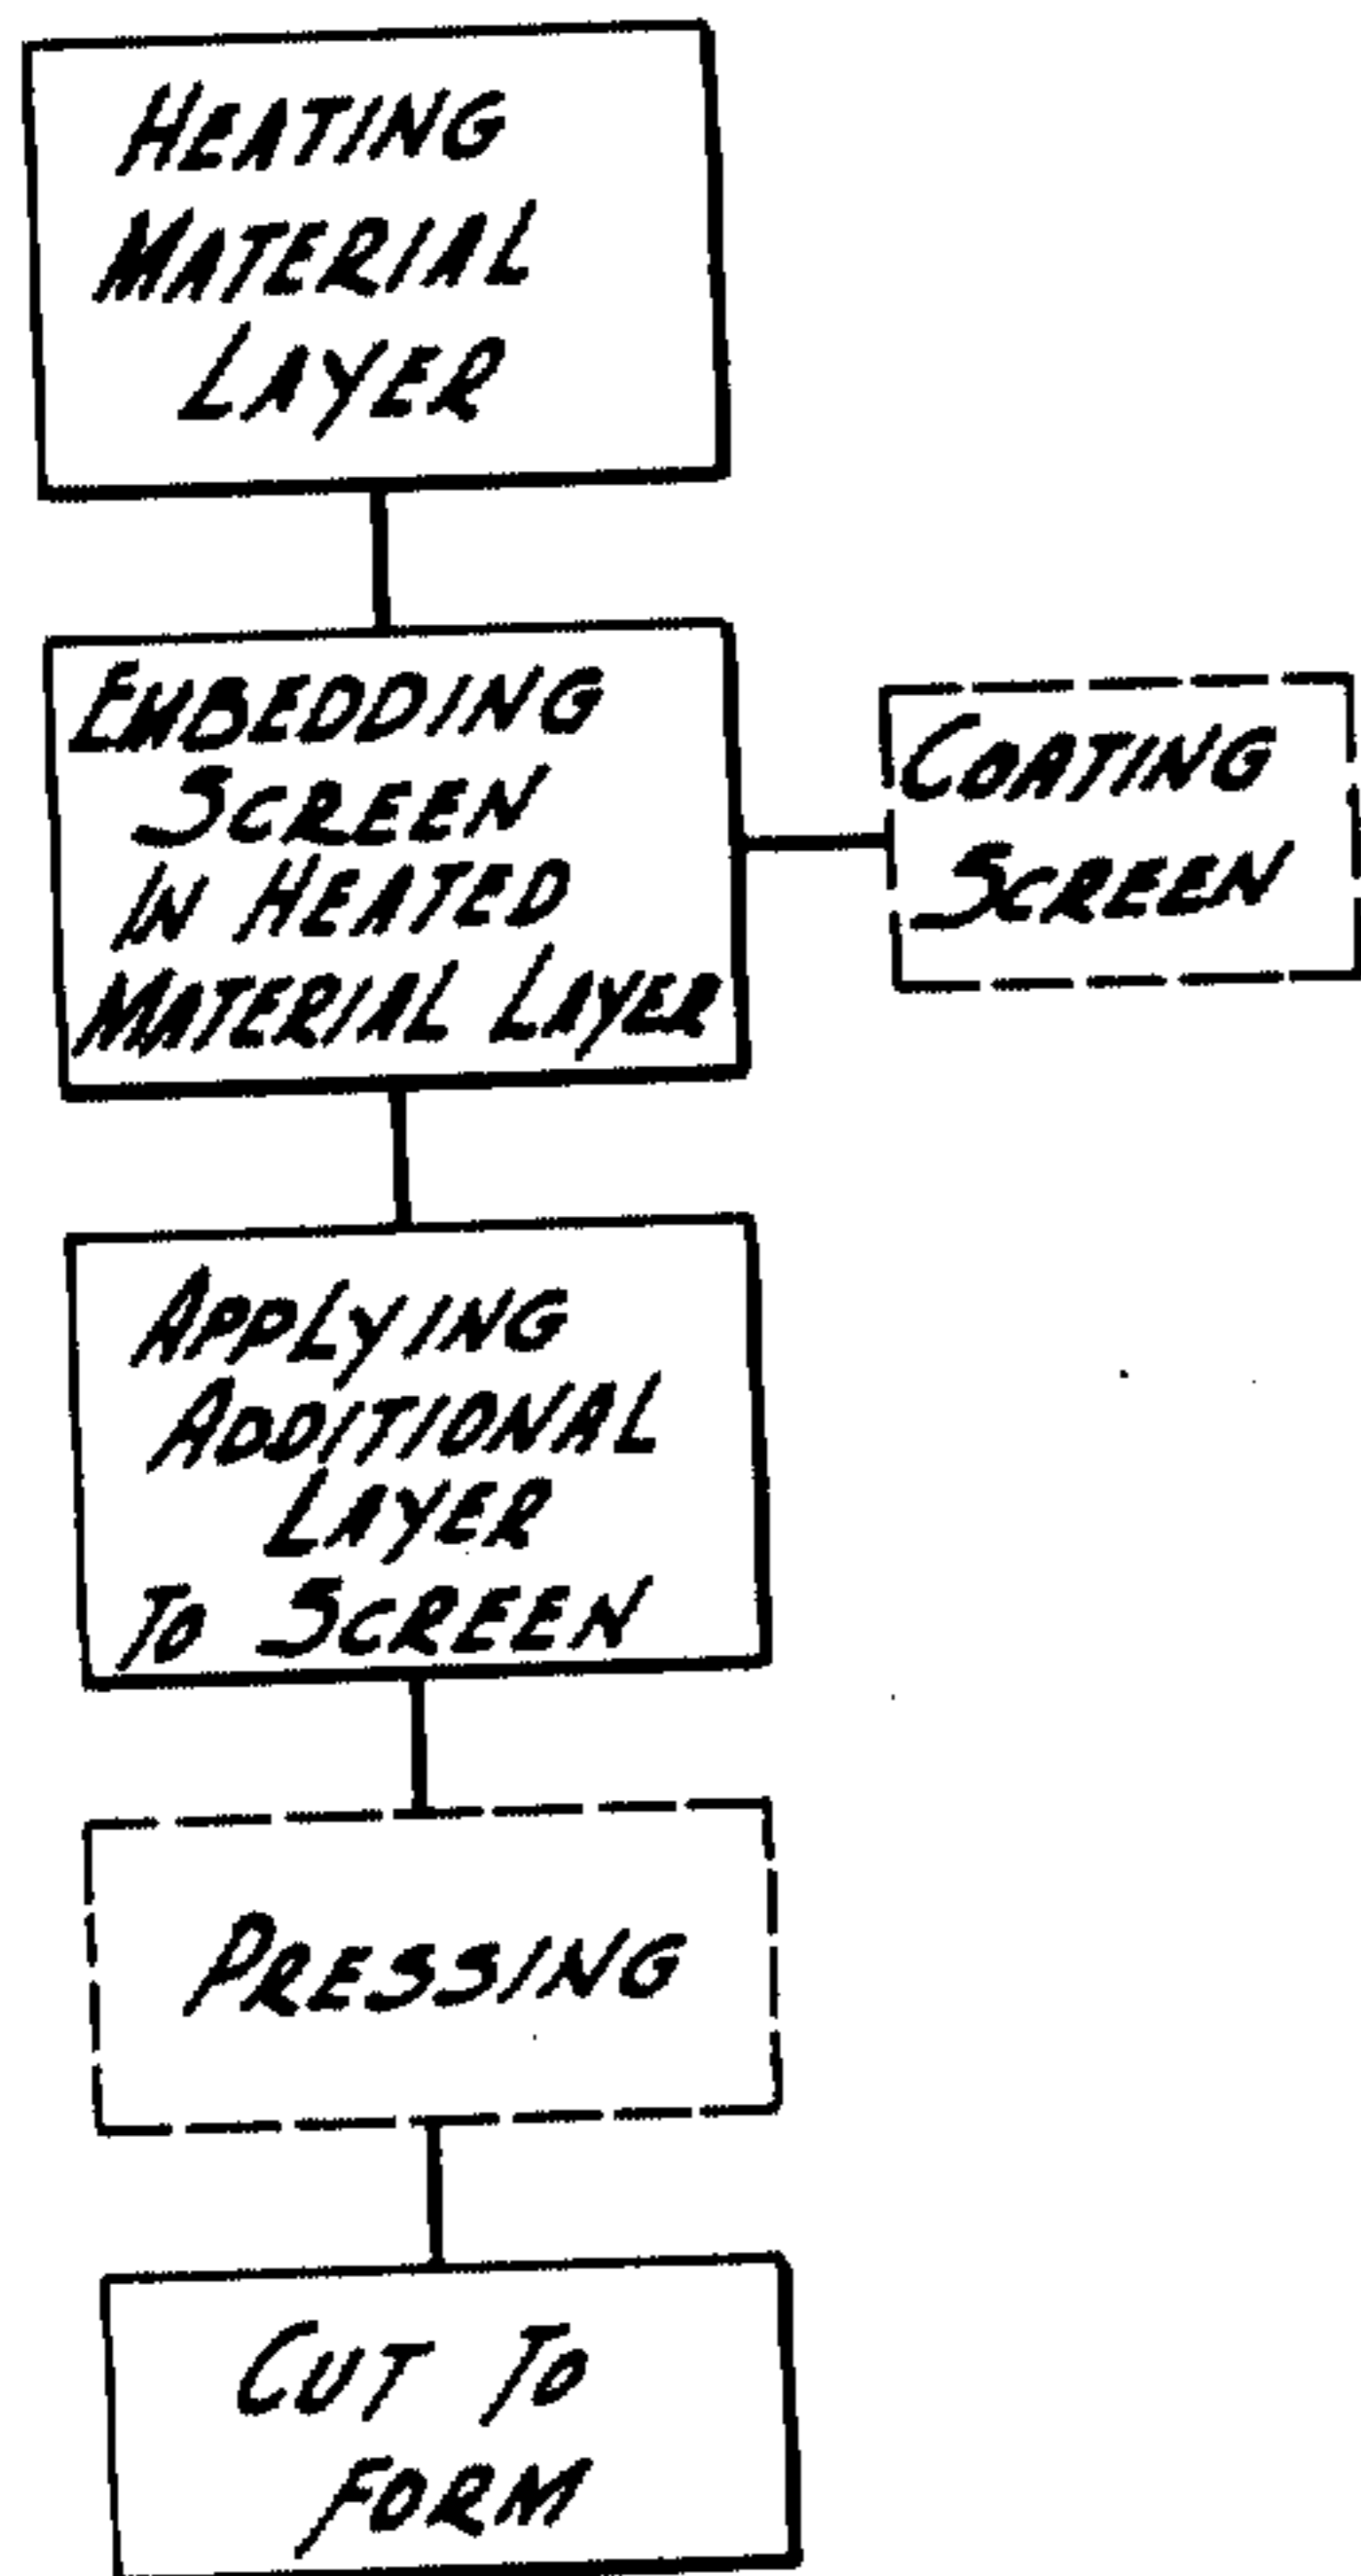 HEATING
MATERIAL
LAYER
EMBEDDING
SCREEN
IN HEATED
MATERIAL LAYER
COATING
SCREEN
APPLYING
ADDITIONAL
LAYER
TO SCREEN
PRESSING
CUT TO
FORM